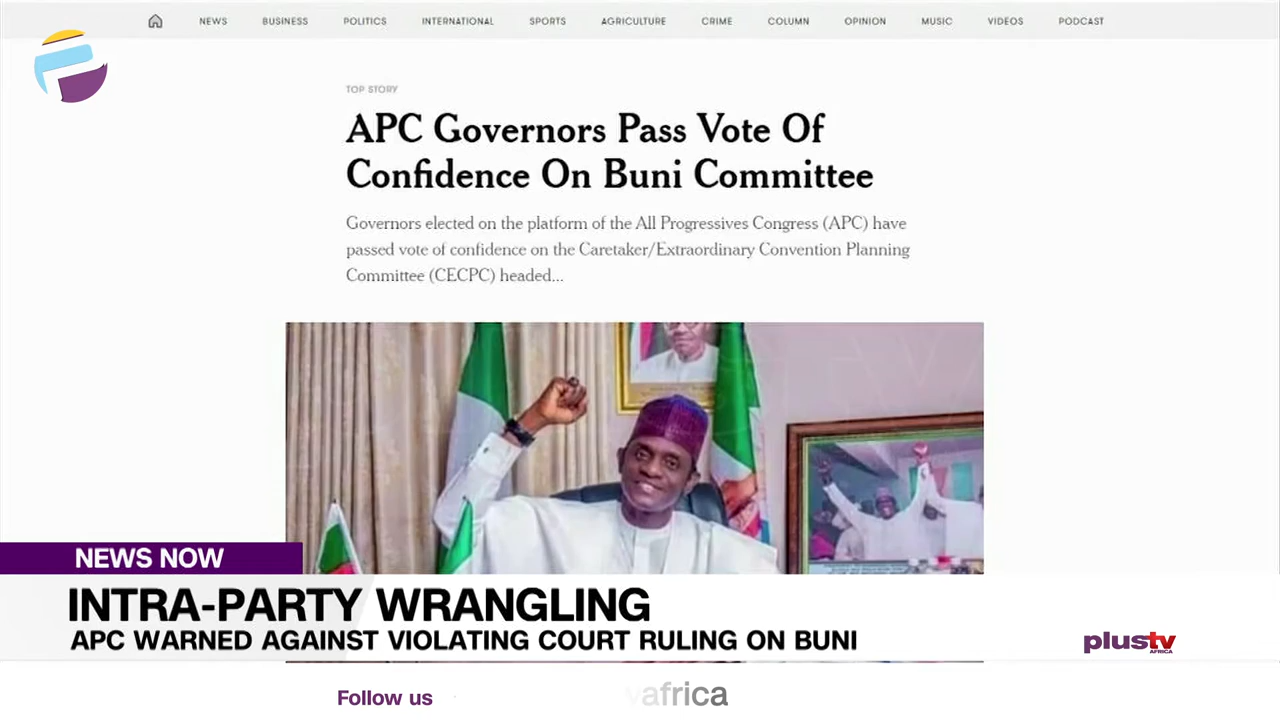 NEWS BUSINESS POLITICS INTERNATIONAL SPORTS AGRICULTURE CRIME COLUMN OPINION MUSIC VIDEOS PODCAST
TOP STORY
APC Governors Pass Vote Of
Confidence On Buni Committee
Governors elected on the platform of the All Progressives Congress (APC) have
passed vote of confidence on the Caretaker/Extraordinary Convention Planning
Committee (CECPC) headed...
NEWS NOW
INTRA-PARTY WRANGLING
APC WARNED AGAINST VIOLATING COURT RULING ON BUNI
plustv
AFRICA
Follow us vafrica